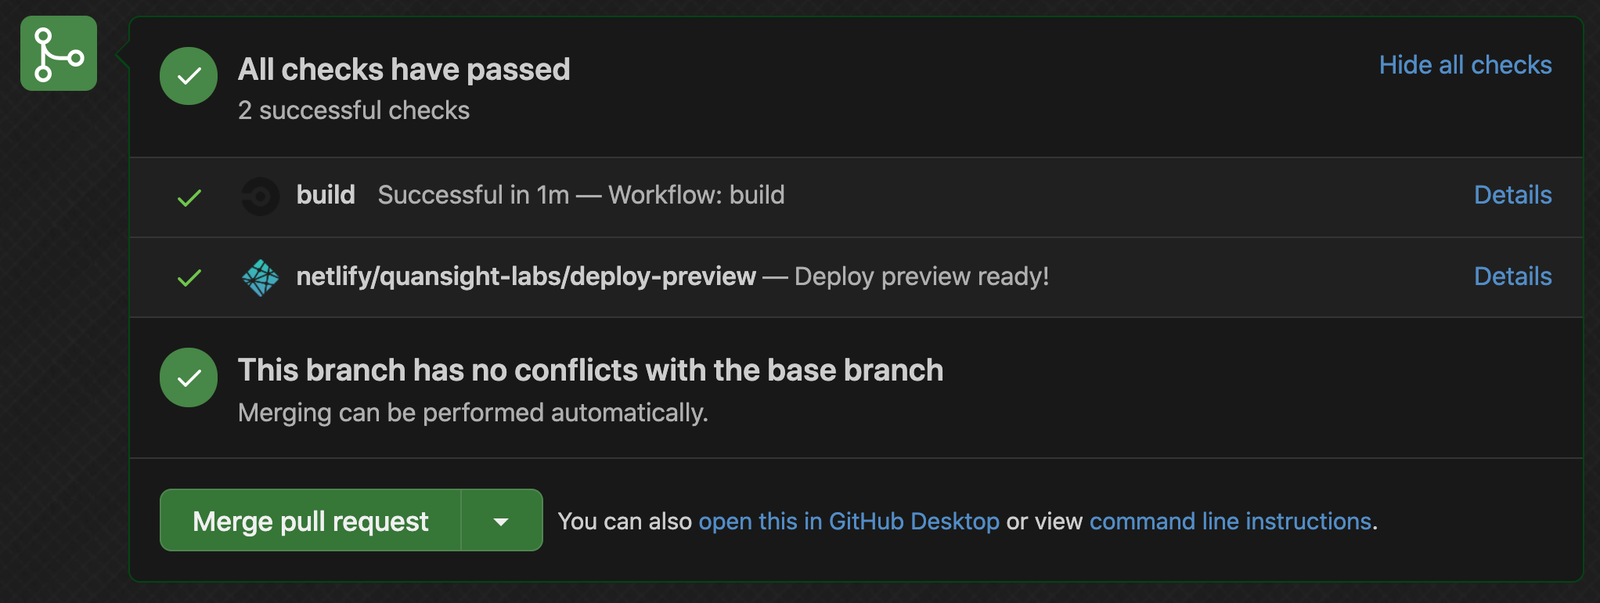 All checks have passed
Hide all checks
2 successful checks
build Successful in 1m — Workflow: build
Details
netlify/quansight-labs/deploy-preview — Deploy preview ready!
Details
This branch has no conflicts with the base branch
Merging can be performed automatically.
Merge pull request
You can also open this in GitHub Desktop or view command line instructions.